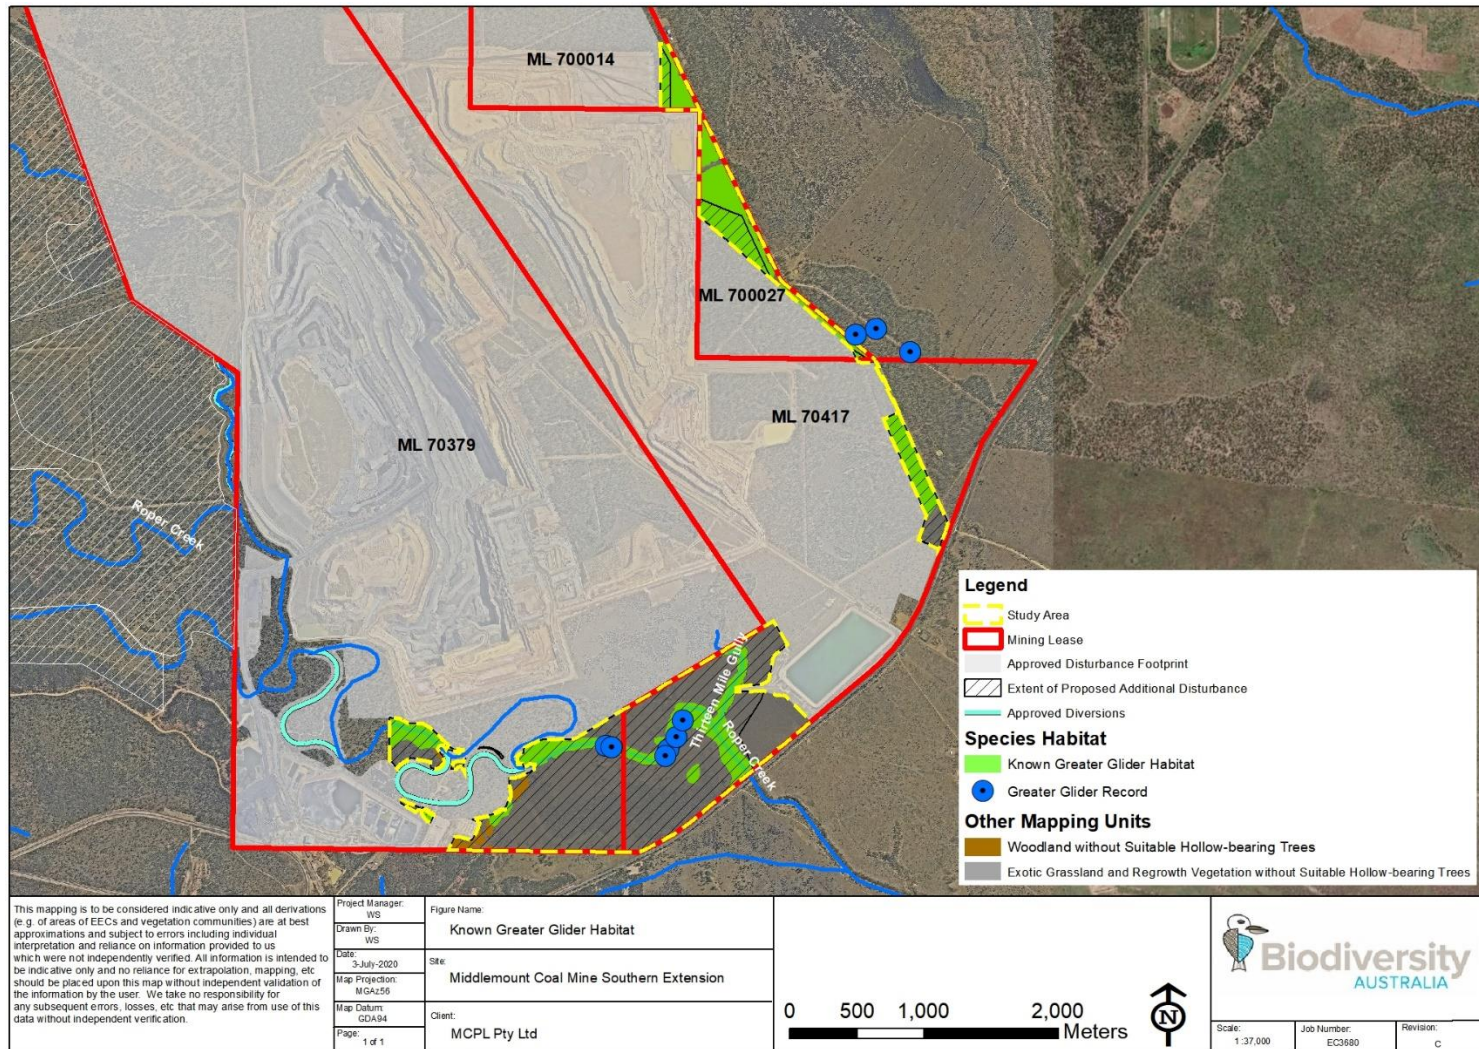 ML 700014
ML 700027
ML 70417
ML 70379
Roper Creek
Thirteen Mile Gully
Roper Creek
Legend
Study Area
Mining Lease
Approved Disturbance Footprint
Extent of Proposed Additional Disturbance
Approved Diversions
Species Habitat
Known Greater Glider Habitat
Greater Glider Record
Other Mapping Units
Woodland without Suitable Hollow-bearing Trees
Exotic Grassland and Regrowth Vegetation without Suitable Hollow-bearing Trees
This mapping is to be considered indicative only and all derivations
(e.g. of areas of EECs and vegetation communities) are at best
approximations and subject to errors including individual
interpretation and reliance on information provided to us
which were not independently verified. All information is intended to
be indicative only and no reliance for extrapolation, mapping, etc
should be placed upon this map without independent validation of
the information by the user. We take no responsibility for
any subsequent errors, losses, etc that may arise from use of this
data without independent verification.
Project Manager:
WS
Drawn By:
WS
Date:
3-July-2020
Map Projection:
MGAz56
Map Datum:
GDA94
Page:
1 of 1
Figure Name:
Known Greater Glider Habitat
Site:
Middlemount Coal Mine Southern Extension
Client:
MCPL Pty Ltd
0 500 1,000 2,000
Meters
N
Biodiversity
AUSTRALIA
Scale:
1:37,000
Job Number:
EC3680
Revision:
C